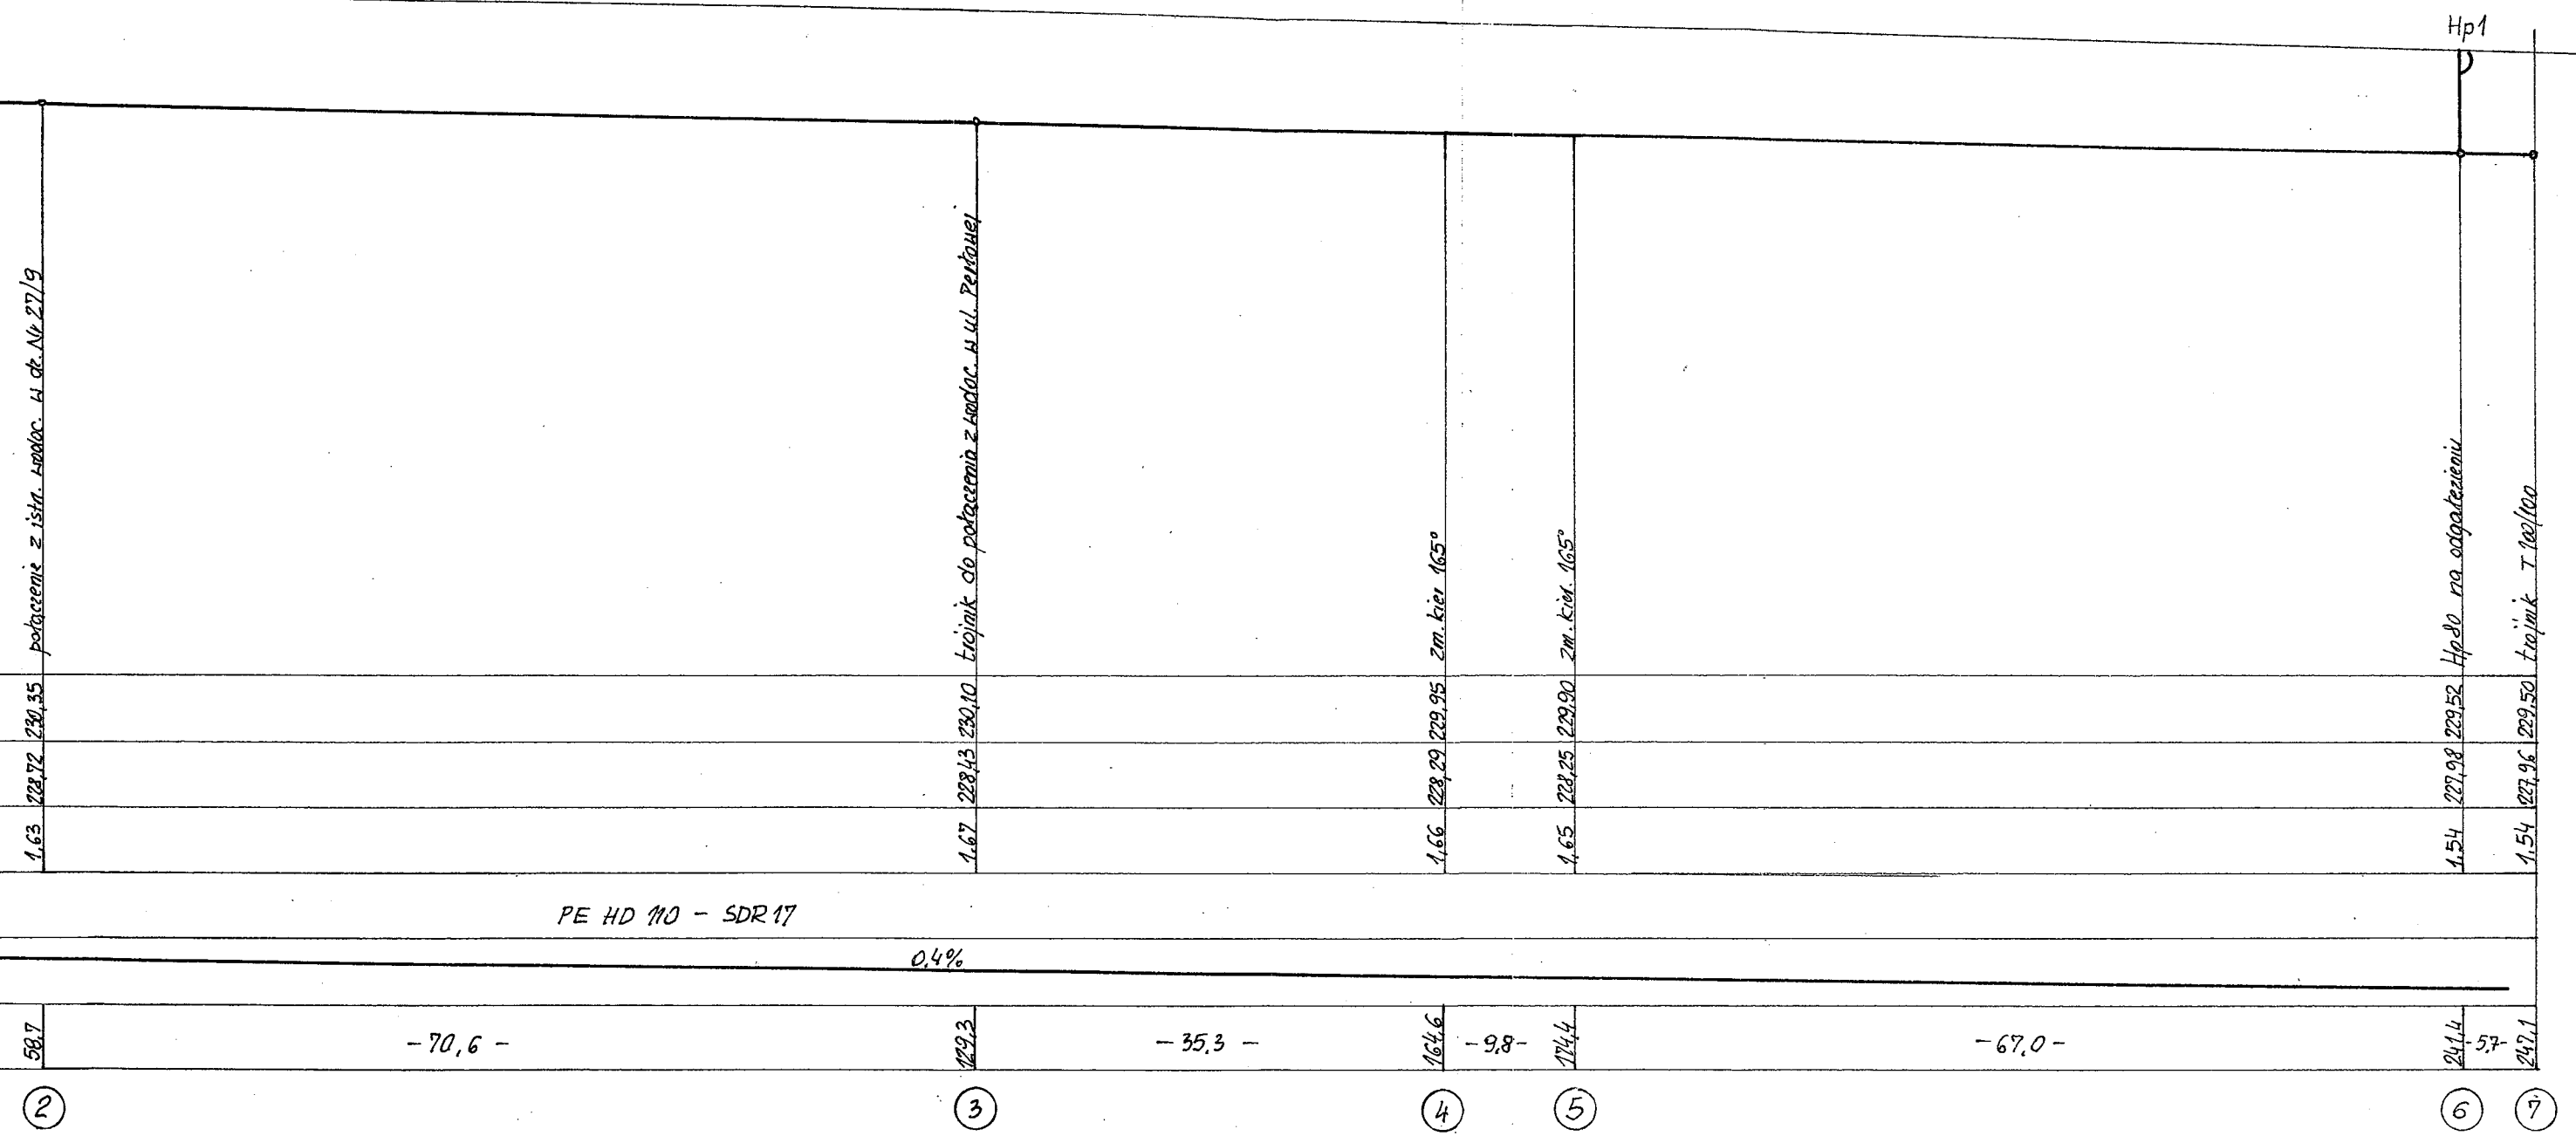 Hp1
połączenie z istn. wodoc. w dz. Nr 27/9
trójnik do połączenia z wodoc. w ul. Perłowej
zm. kier 165°
zm. kier. 165°
Hp80 na odgałęzieniu
trójnik T 100/100
230,35
230,10
229,95
229,90
229,52
229,50
228,72
228,43
228,29
228,25
227,98
227,96
1,63
1.67
1,66
1,65
1,54
1,54
PE HD 110 - SDR 17
0,4%
58,7
- 70,6 -
129,3
- 35,3 -
164,6
- 9,8 -
174,4
- 67,0 -
241,4
- 5,7 -
247,1
2
3
4
5
6
7